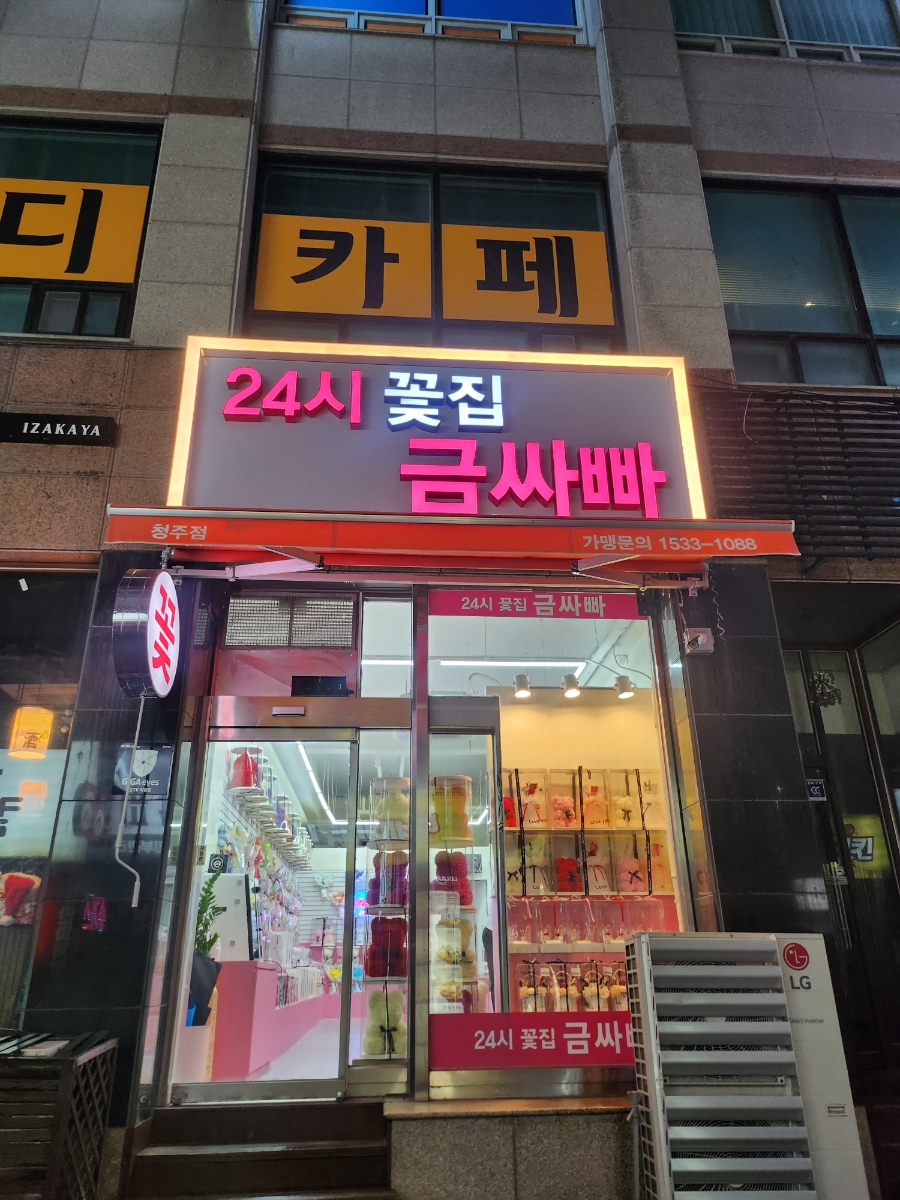 디 카 페
24시 꽃집
금싸빠
IZAKAYA
청주점
가맹문의 1533-1088
24시 꽃집 금싸빠
GiGAeyes
LG
24시 꽃집 금싸